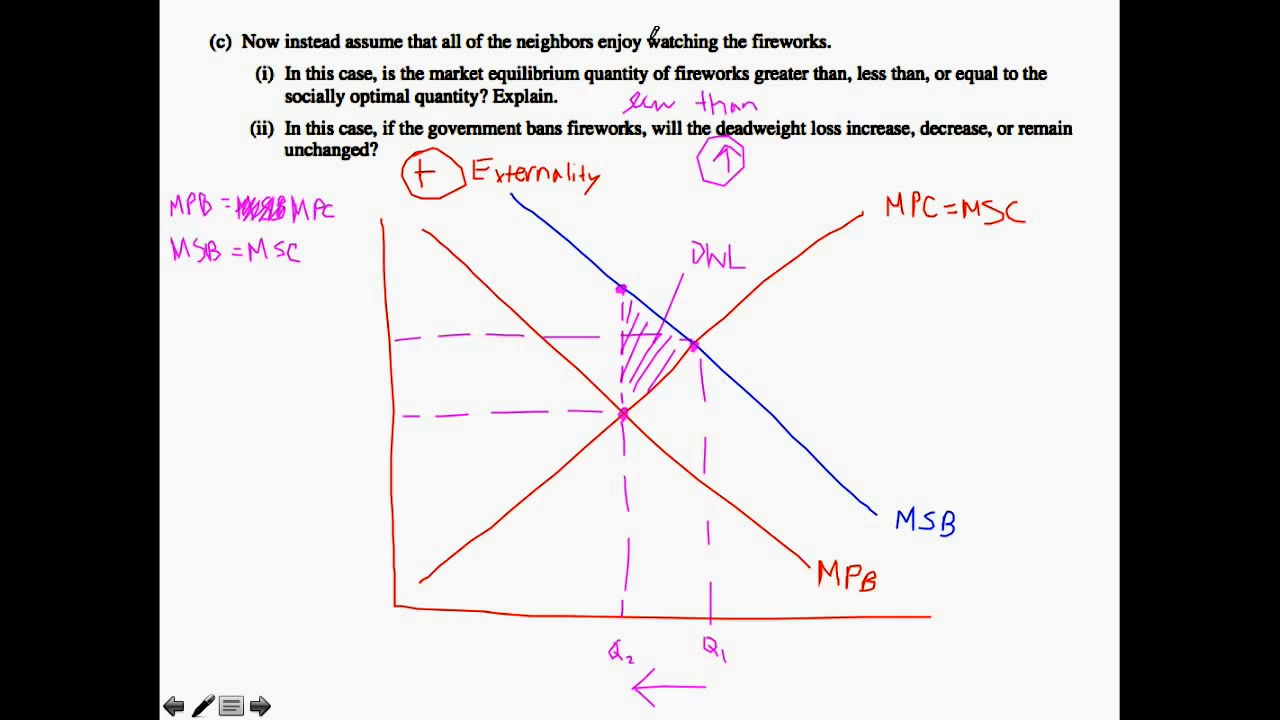 (c) Now instead assume that all of the neighbors enjoy watching the fireworks.
(i) In this case, is the market equilibrium quantity of fireworks greater than, less than, or equal to the
socially optimal quantity? Explain.
less than
(ii) In this case, if the government bans fireworks, will the deadweight loss increase, decrease, or remain
unchanged?
↑
+ Externality
MPB = MPC
MSB = MSC
MPC = MSC
DWL
MSB
MPB
Q2
Q1